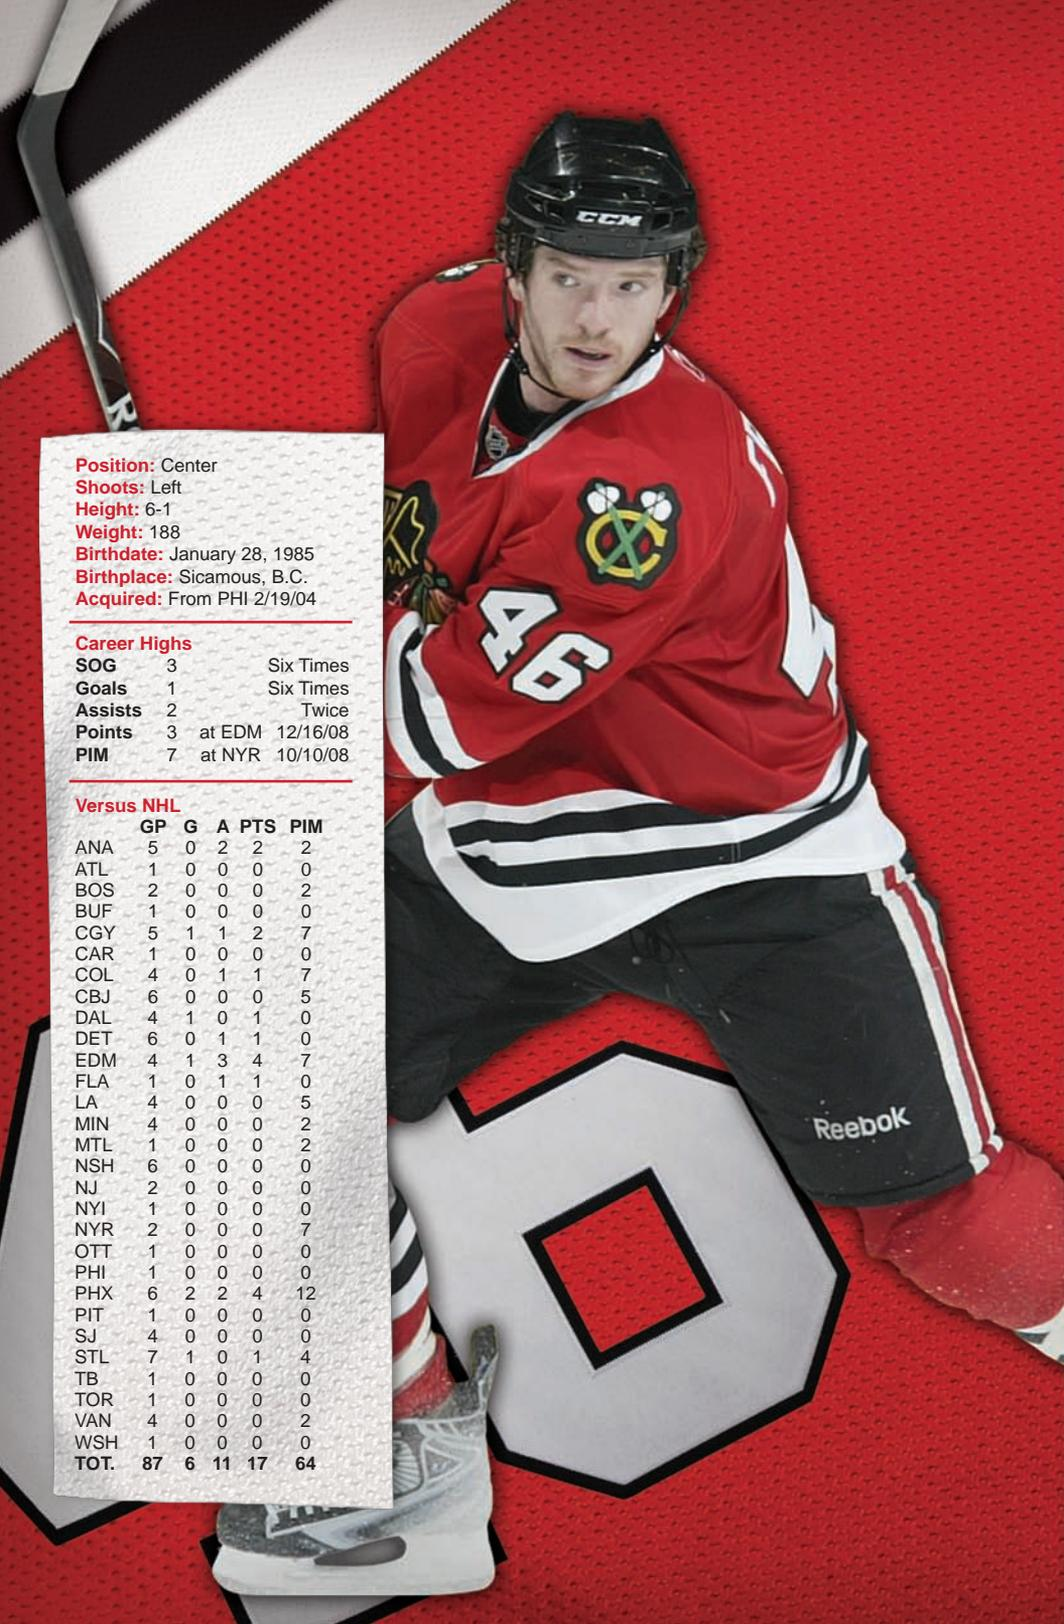 CCM
R
Position: Center
Shoots: Left
Height: 6-1
Weight: 188
Birthdate: January 28, 1985
Birthplace: Sicamous, B.C.
Acquired: From PHI 2/19/04
Career Highs
SOG 3 Six Times
Goals 1 Six Times
Assists 2 Twice
Points 3 at EDM 12/16/08
PIM 7 at NYR 10/10/08
46
Versus NHL
GP G A PTS PIM
ANA 5 0 2 2 2
ATL 1 0 0 0 0
BOS 2 0 0 0 2
BUF 1 0 0 0 0
CGY 5 1 1 2 7
CAR 1 0 0 0 0
COL 4 0 1 1 7
CBJ 6 0 0 0 5
DAL 4 1 0 1 0
DET 6 0 1 1 0
EDM 4 1 3 4 7
FLA 1 0 1 1 0
LA 4 0 0 0 5
MIN 4 0 0 0 2
MTL 1 0 0 0 2
NSH 6 0 0 0 0
NJ 2 0 0 0 0
NYI 1 0 0 0 0
NYR 2 0 0 0 7
OTT 1 0 0 0 0
PHI 1 0 0 0 0
PHX 6 2 2 4 12
PIT 1 0 0 0 0
SJ 4 0 0 0 0
STL 7 1 0 1 4
TB 1 0 0 0 0
TOR 1 0 0 0 0
VAN 4 0 0 0 2
WSH 1 0 0 0 0
TOT. 87 6 11 17 64
Reebok